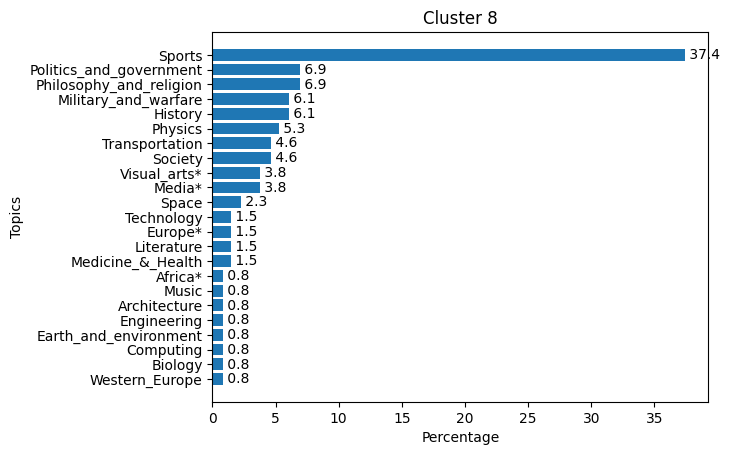 Cluster 8
Sports 37.4
Politics_and_government 6.9
Philosophy_and_religion 6.9
Military_and_warfare 6.1
History 6.1
Physics 5.3
Transportation 4.6
Society 4.6
Visual_arts* 3.8
Media* 3.8
Space 2.3
Technology 1.5
Europe* 1.5
Literature 1.5
Medicine_&_Health 1.5
Africa* 0.8
Music 0.8
Architecture 0.8
Engineering 0.8
Earth_and_environment 0.8
Computing 0.8
Biology 0.8
Western_Europe 0.8
Topics
0 5 10 15 20 25 30 35
Percentage